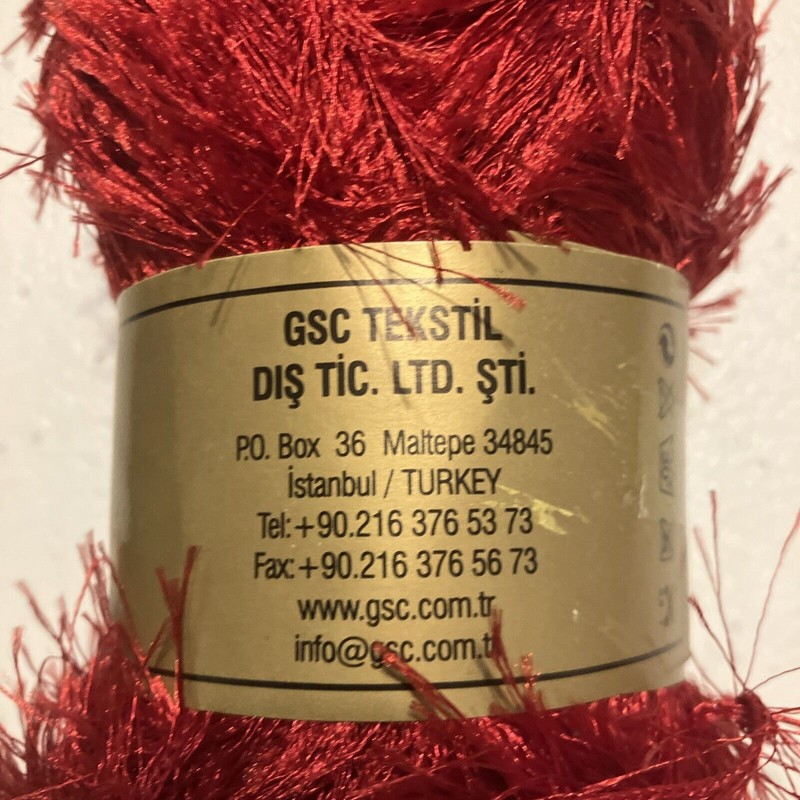 GSC TEKSTİL
DIŞ TİC. LTD. ŞTİ.
P.O. Box 36 Maltepe 34845
İstanbul / TURKEY
Tel:+90.216 376 53 73
Fax:+90.216 376 56 73
www.gsc.com.tr
info@gsc.com.tr